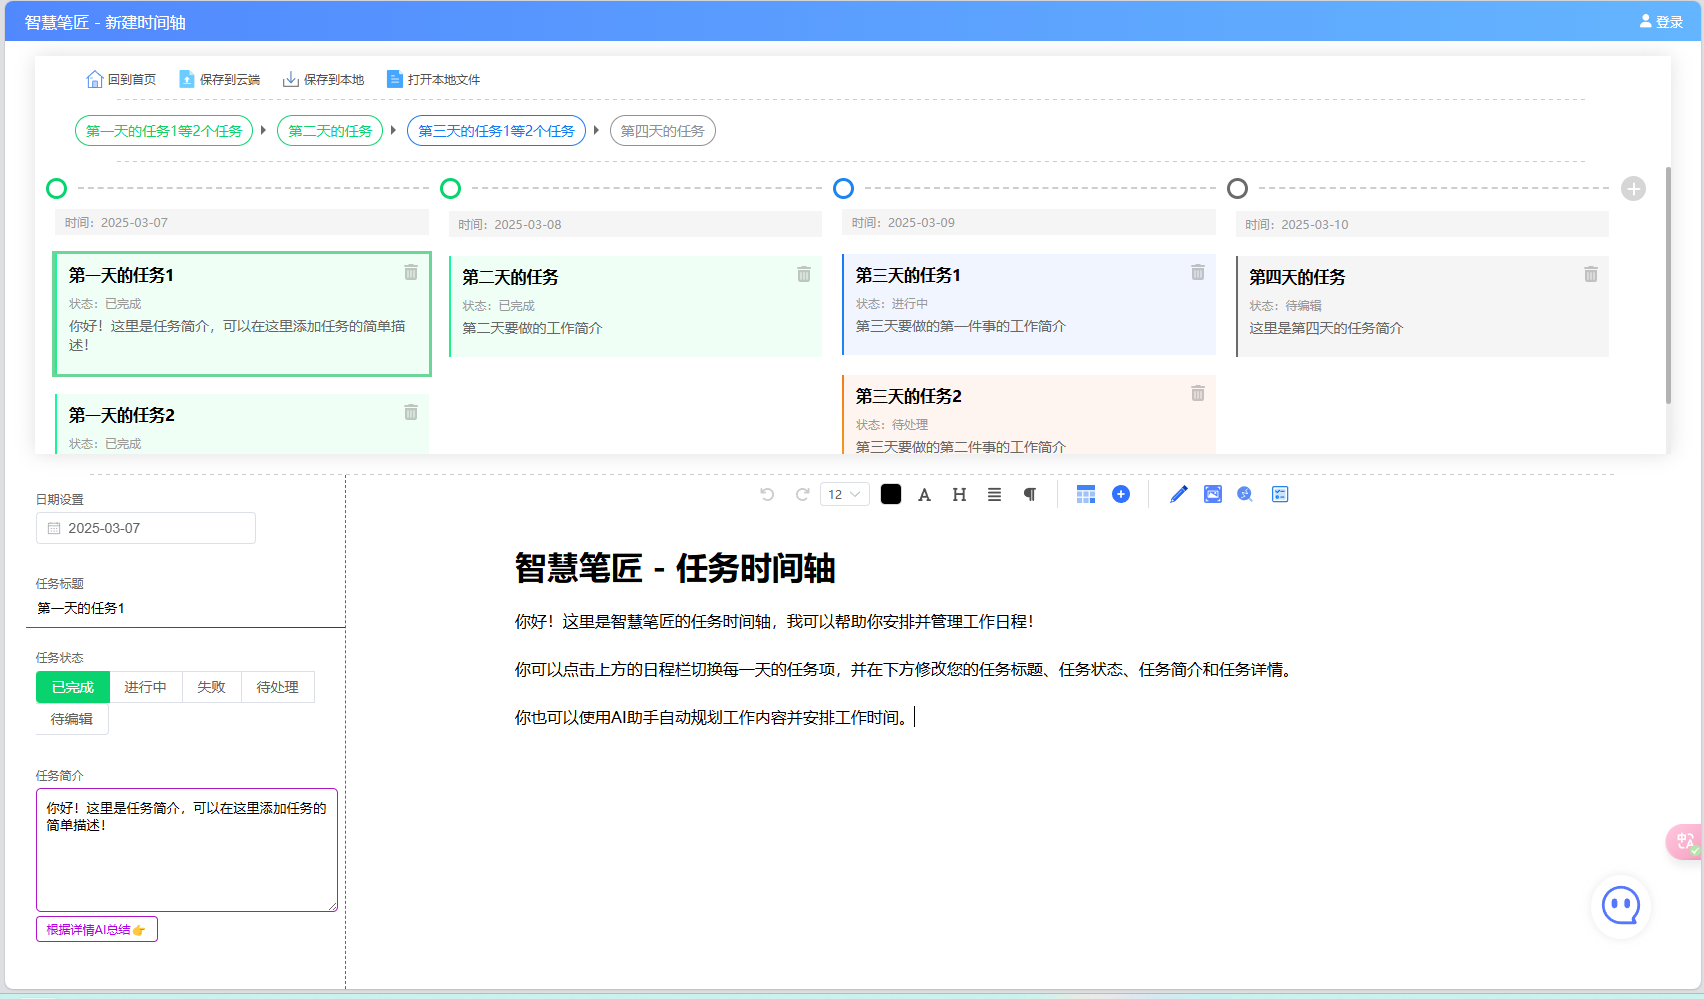 智慧笔匠 - 新建时间轴
登录
回到首页
保存到云端
保存到本地
打开本地文件
第一天的任务1等2个任务
第二天的任务
第三天的任务1等2个任务
第四天的任务
时间：2025-03-07
第一天的任务1
状态：已完成
你好！这里是任务简介，可以在这里添加任务的简单描
述！
第一天的任务2
状态：已完成
时间：2025-03-08
第二天的任务
状态：已完成
第二天要做的工作简介
时间：2025-03-09
第三天的任务1
状态：进行中
第三天要做的第一件事的工作简介
第三天的任务2
状态：待处理
第三天要做的第二件事的工作简介
时间：2025-03-10
第四天的任务
状态：待编辑
这里是第四天的任务简介
日期设置
2025-03-07
任务标题
第一天的任务1
任务状态
已完成
进行中
失败
待处理
待编辑
任务简介
你好！这里是任务简介，可以在这里添加任务的
简单描述！
根据详情AI总结👉
12
A
H
智慧笔匠 - 任务时间轴
你好！这里是智慧笔匠的任务时间轴，我可以帮助你安排并管理工作日程！
你可以点击上方的日程栏切换每一天的任务项，并在下方修改您的任务标题、任务状态、任务简介和任务详情。
你也可以使用AI助手自动规划工作内容并安排工作时间。
中
A